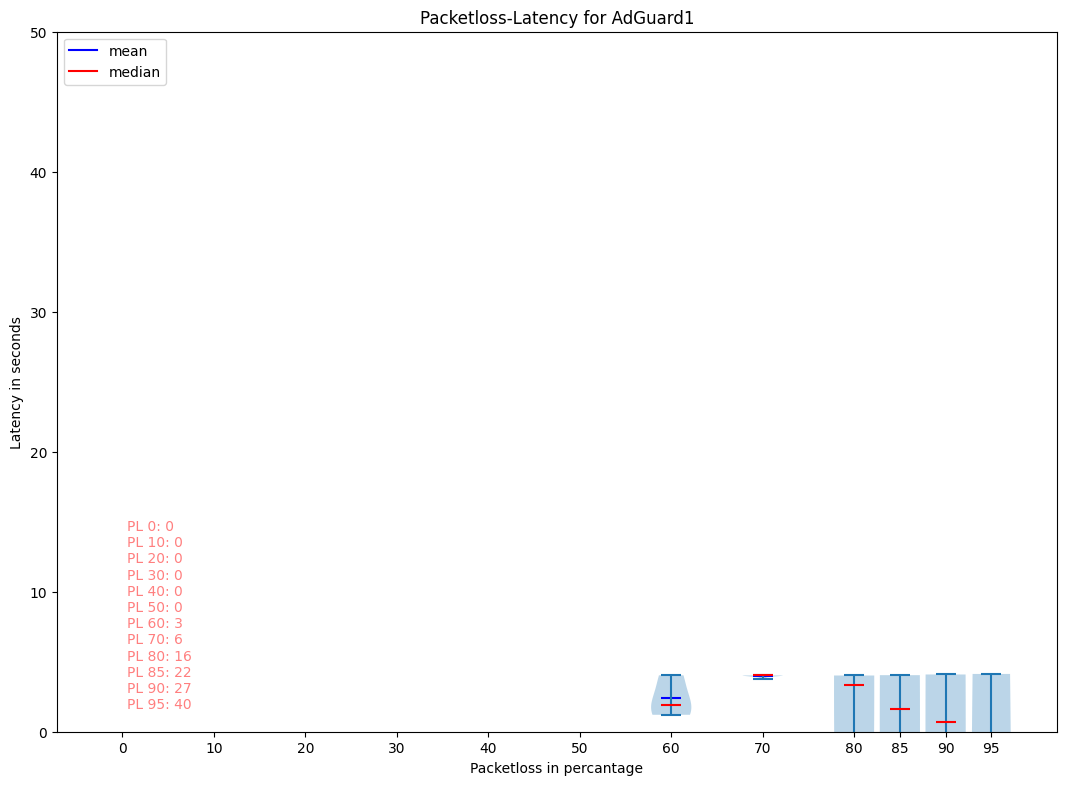 Packetloss-Latency for AdGuard1
50
40
30
20
10
0
Latency in seconds
mean
median
PL 0: 0
PL 10: 0
PL 20: 0
PL 30: 0
PL 40: 0
PL 50: 0
PL 60: 3
PL 70: 6
PL 80: 16
PL 85: 22
PL 90: 27
PL 95: 40
0 10 20 30 40 50 60 70 80 85 90 95
Packetloss in percantage